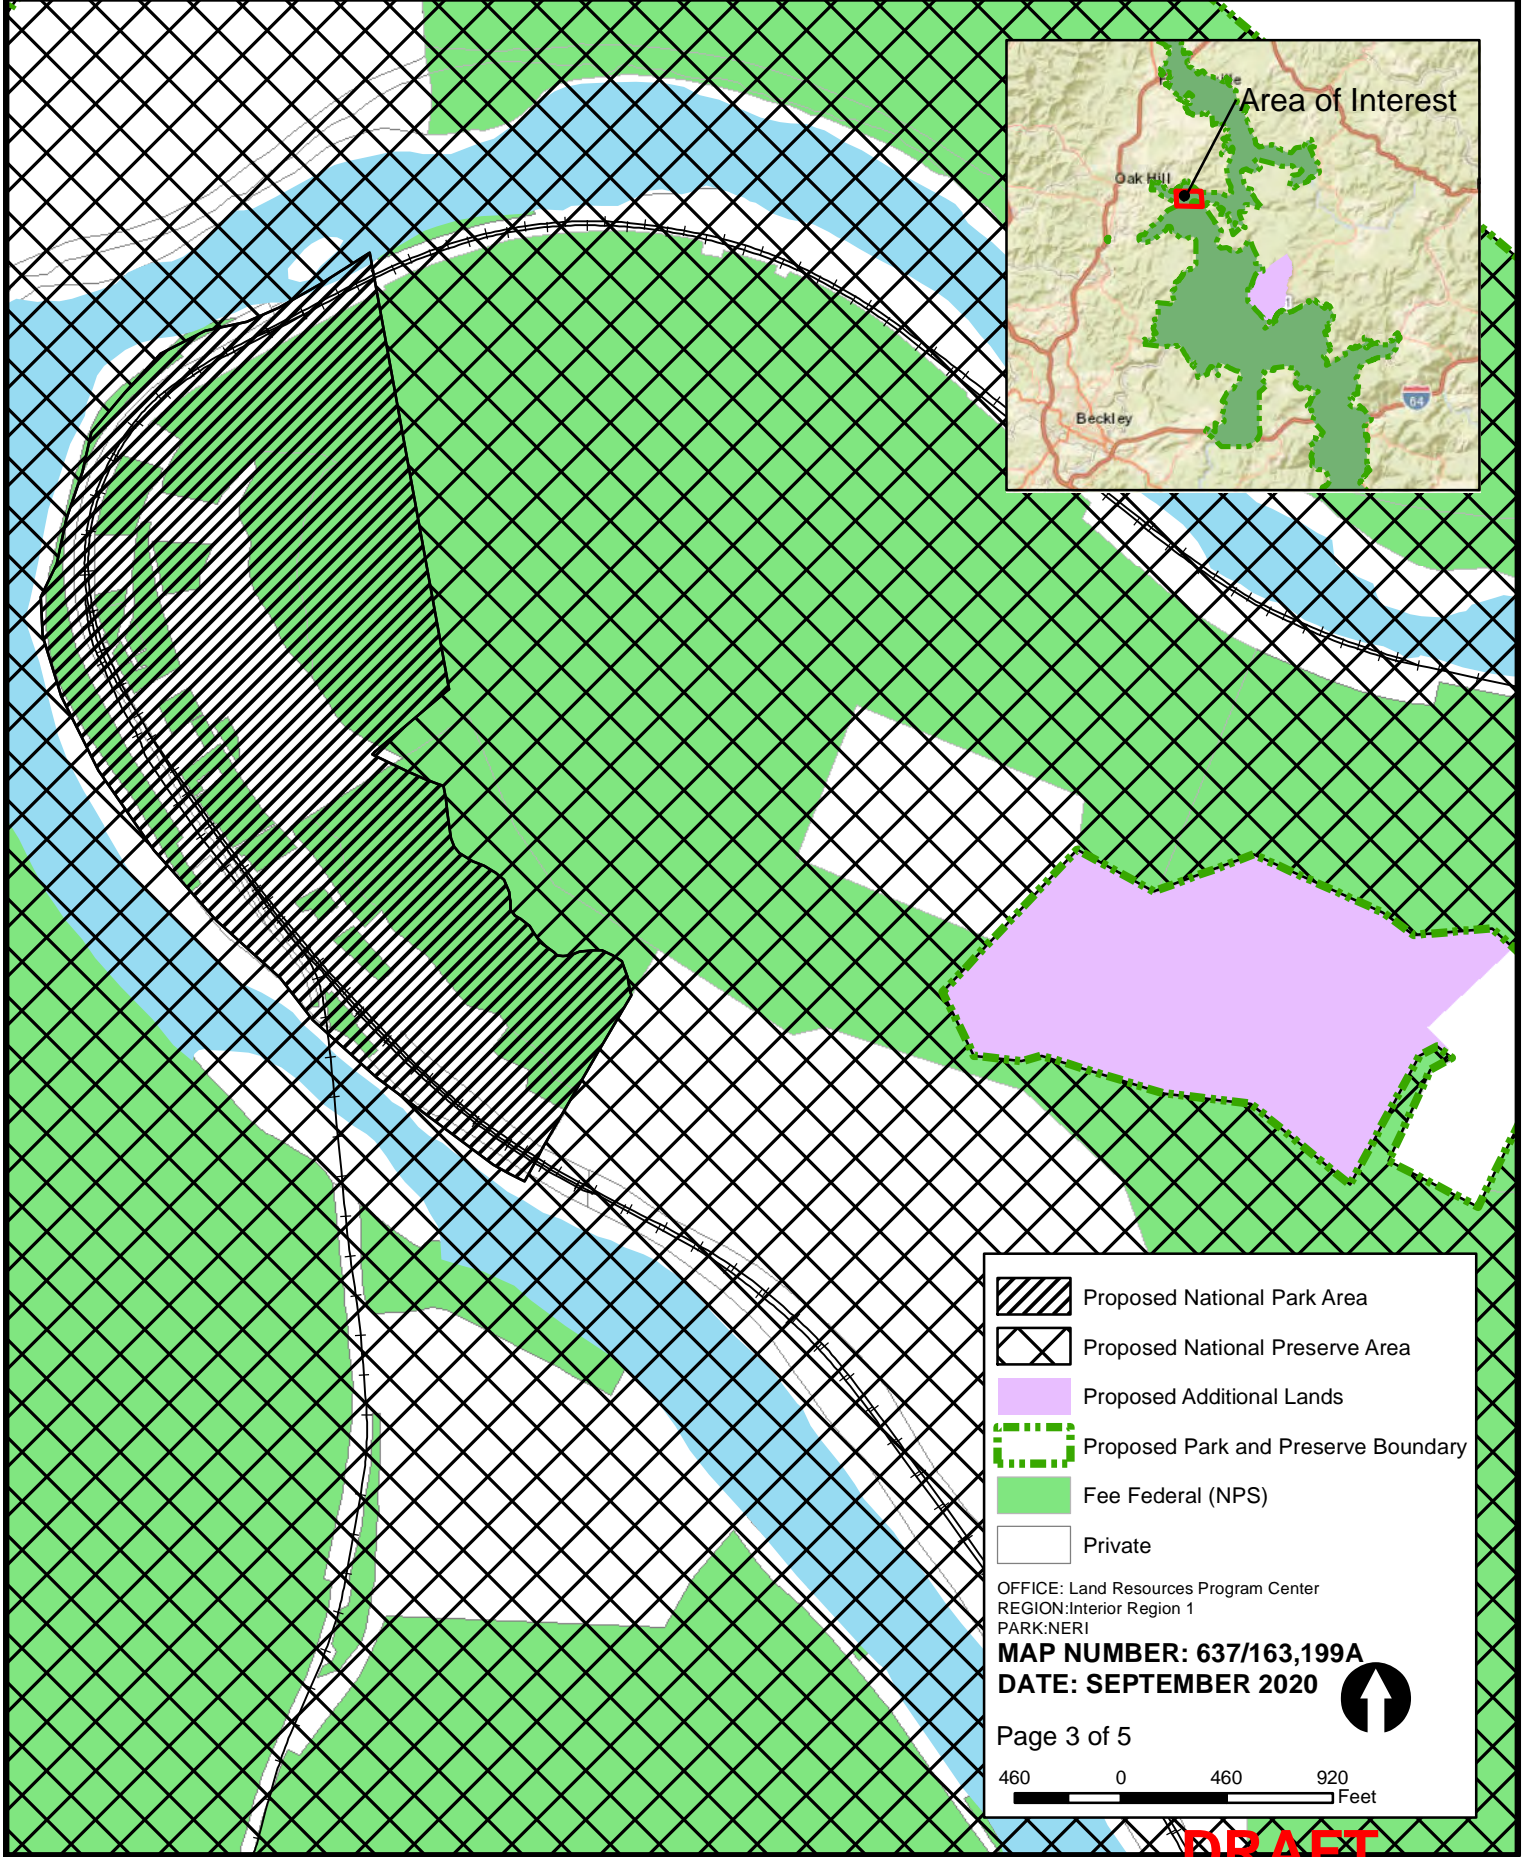 Area of Interest
Oak Hill
Beckley
64
Proposed National Park Area
Proposed National Preserve Area
Proposed Additional Lands
Proposed Park and Preserve Boundary
Fee Federal (NPS)
Private
OFFICE: Land Resources Program Center
REGION:Interior Region 1
PARK:NERI
MAP NUMBER: 637/163,199A
DATE: SEPTEMBER 2020
Page 3 of 5
460 0 460 920
Feet
DRAFT